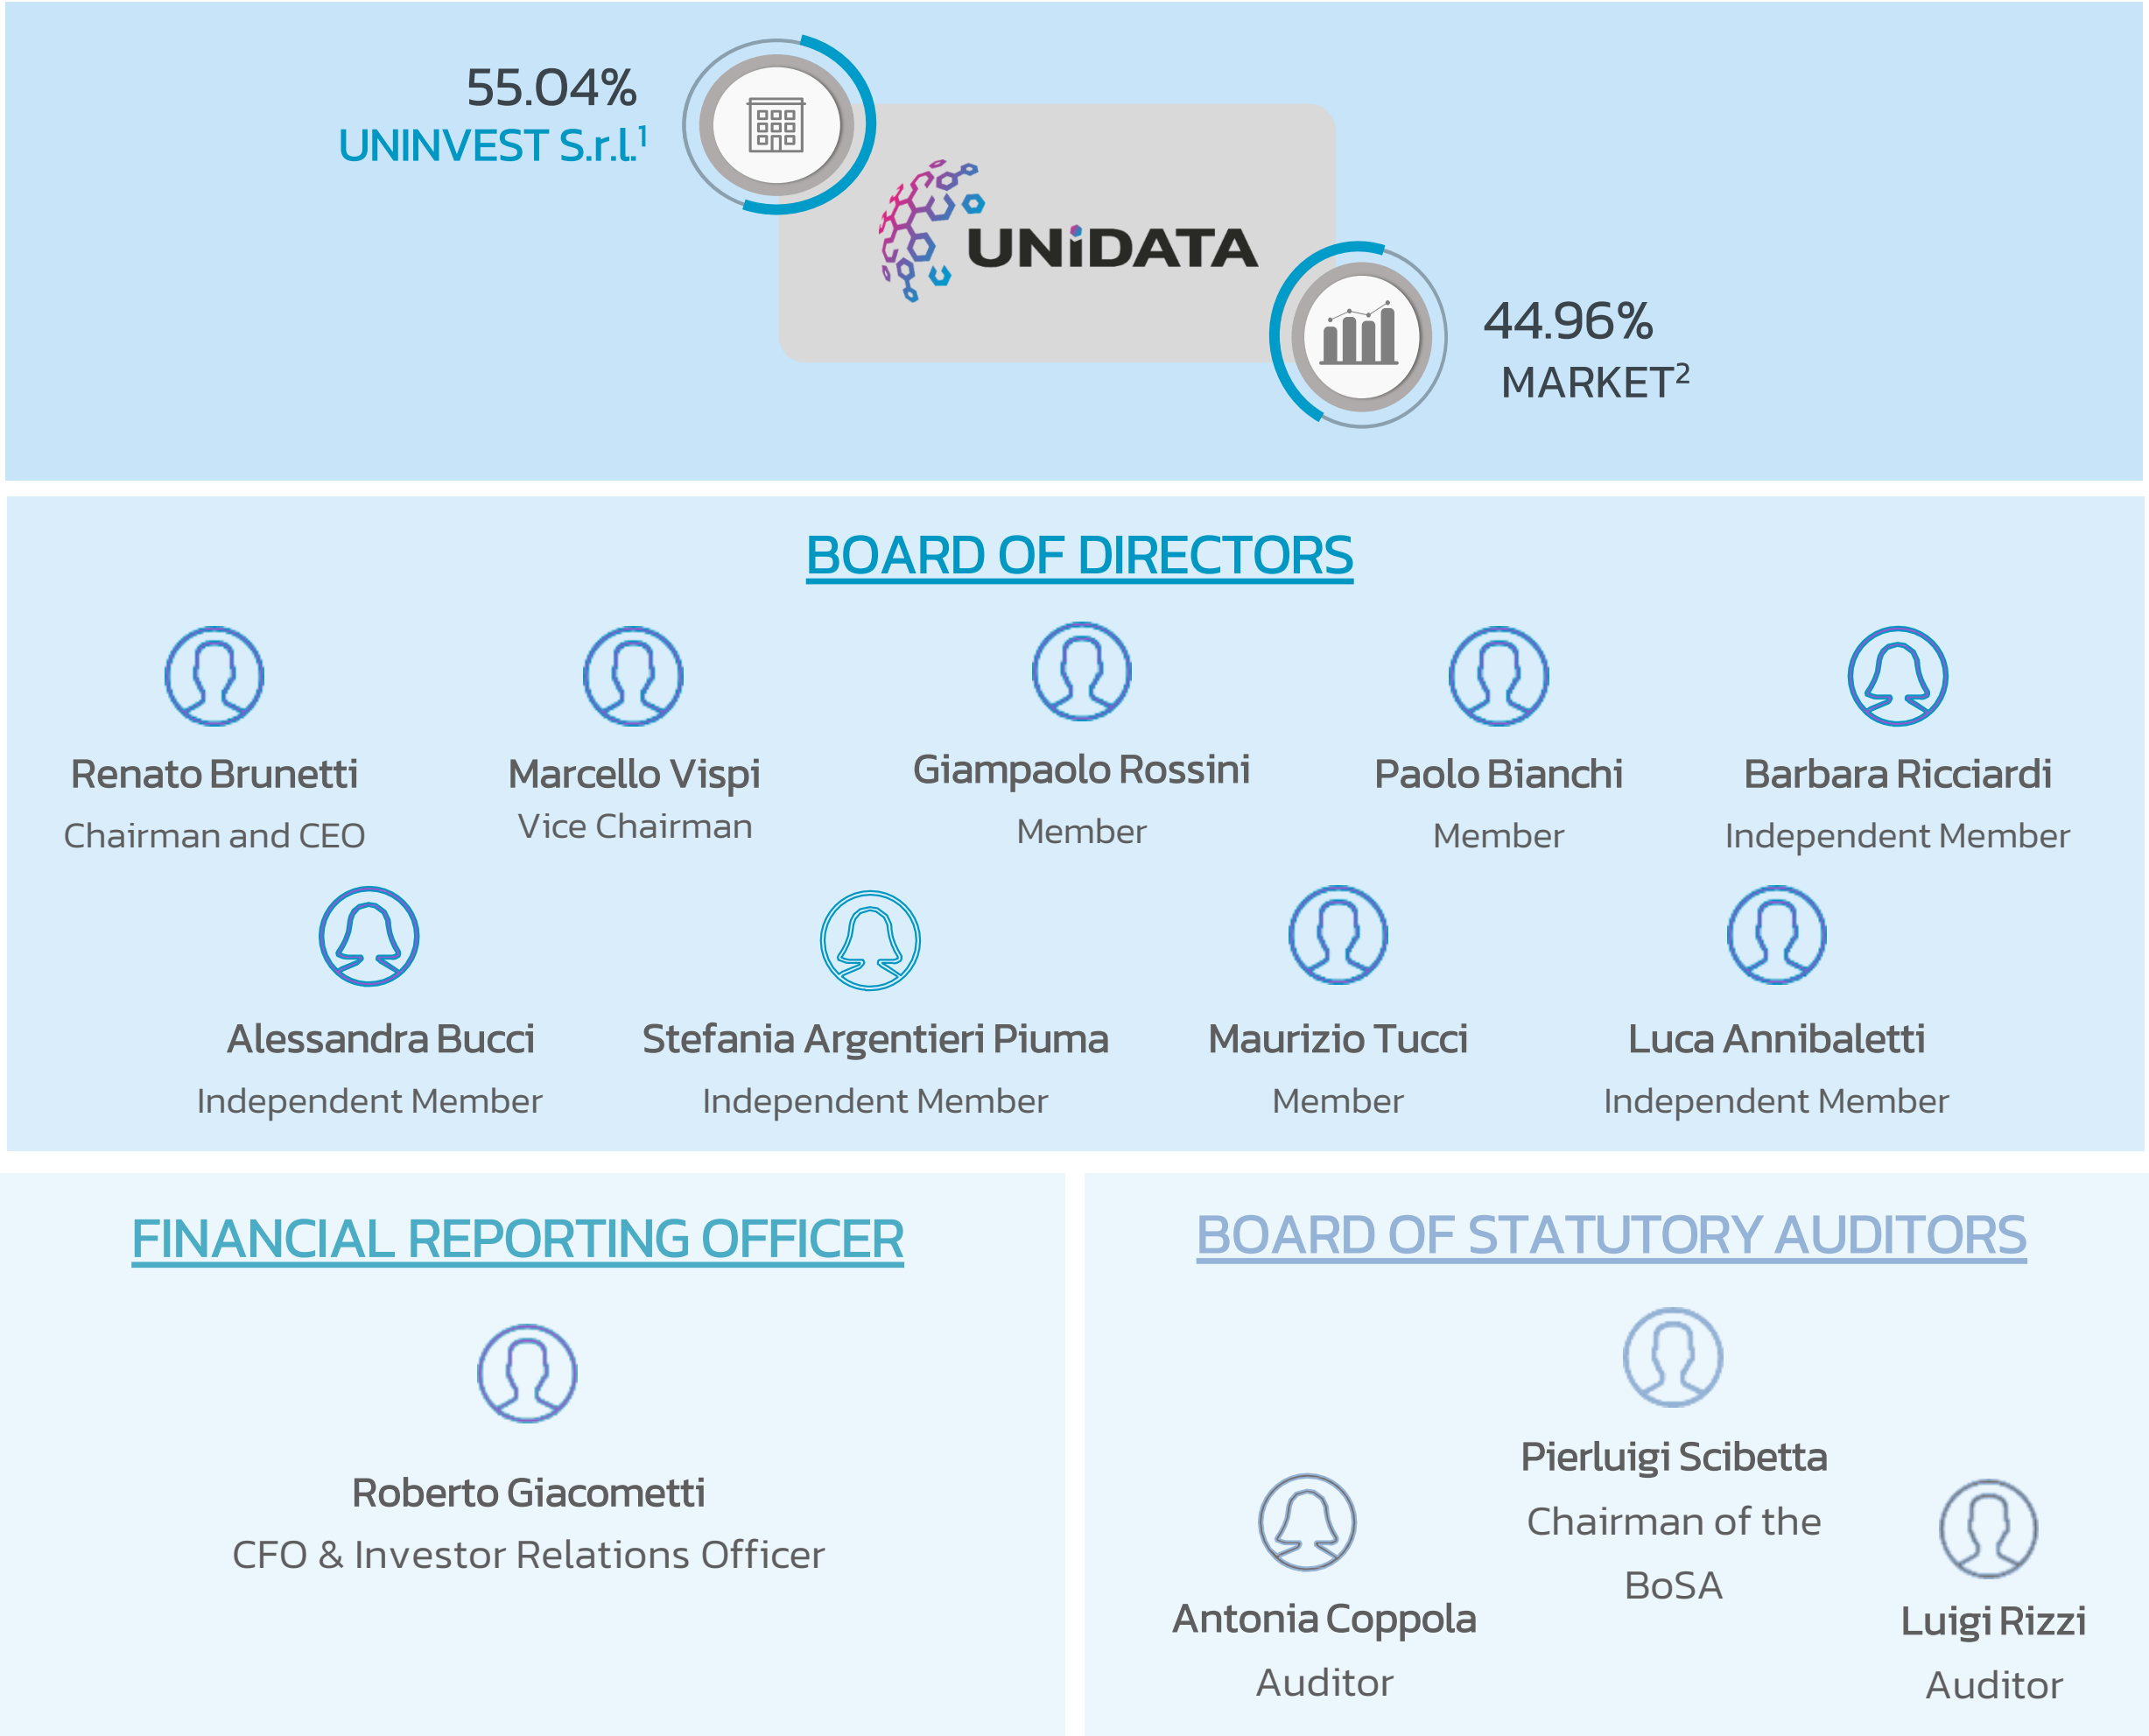 55.04%
UNINVEST S.r.l.¹
UNiDATA
44.96%
MARKET²
BOARD OF DIRECTORS
Renato Brunetti
Chairman and CEO
Marcello Vispi
Vice Chairman
Giampaolo Rossini
Member
Paolo Bianchi
Member
Barbara Ricciardi
Independent Member
Alessandra Bucci
Independent Member
Stefania Argentieri Piuma
Independent Member
Maurizio Tucci
Member
Luca Annibaletti
Independent Member
FINANCIAL REPORTING OFFICER
Roberto Giacometti
CFO & Investor Relations Officer
BOARD OF STATUTORY AUDITORS
Pierluigi Scibetta
Chairman of the
BoSA
Antonia Coppola
Auditor
Luigi Rizzi
Auditor